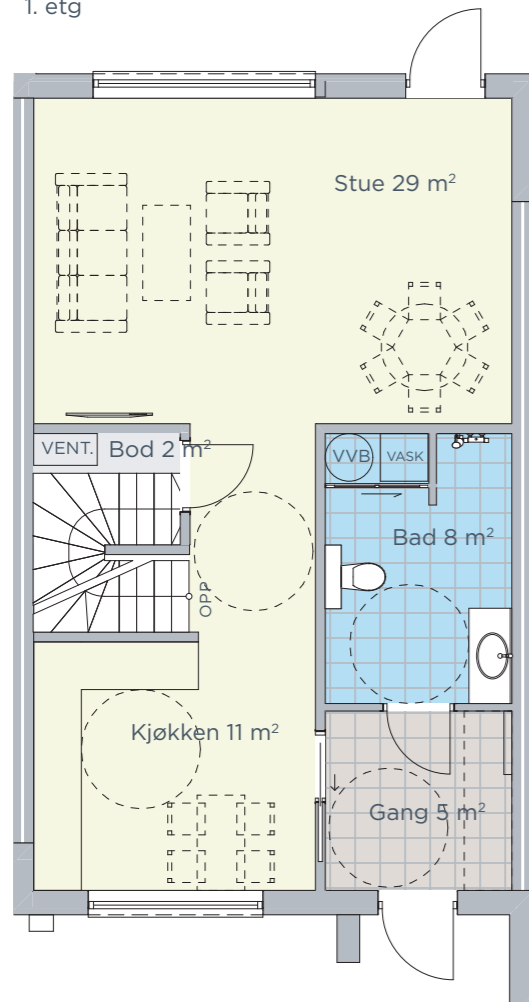 1. etg
Stue 29 m²
VENT.
Bod 2 m²
VVB
VASK
Bad 8 m²
OPP
Kjøkken 11 m²
Gang 5 m²